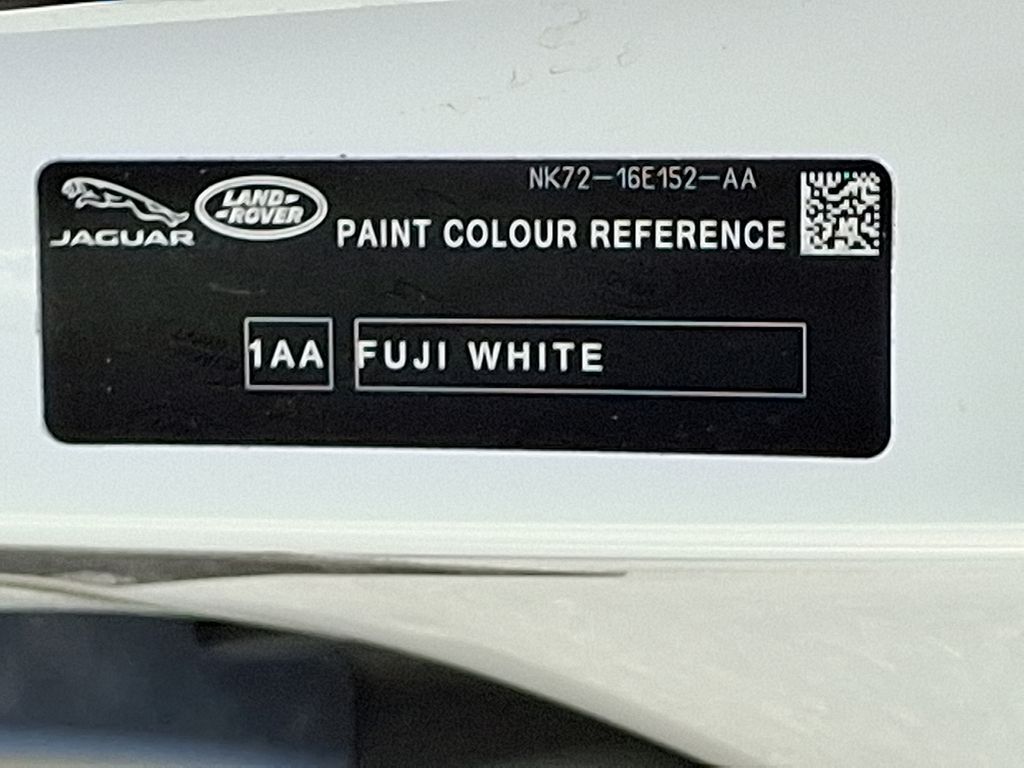 NK72-16E152-AA
JAGUAR
LAND-
-ROVER
PAINT COLOUR REFERENCE
1AA FUJI WHITE